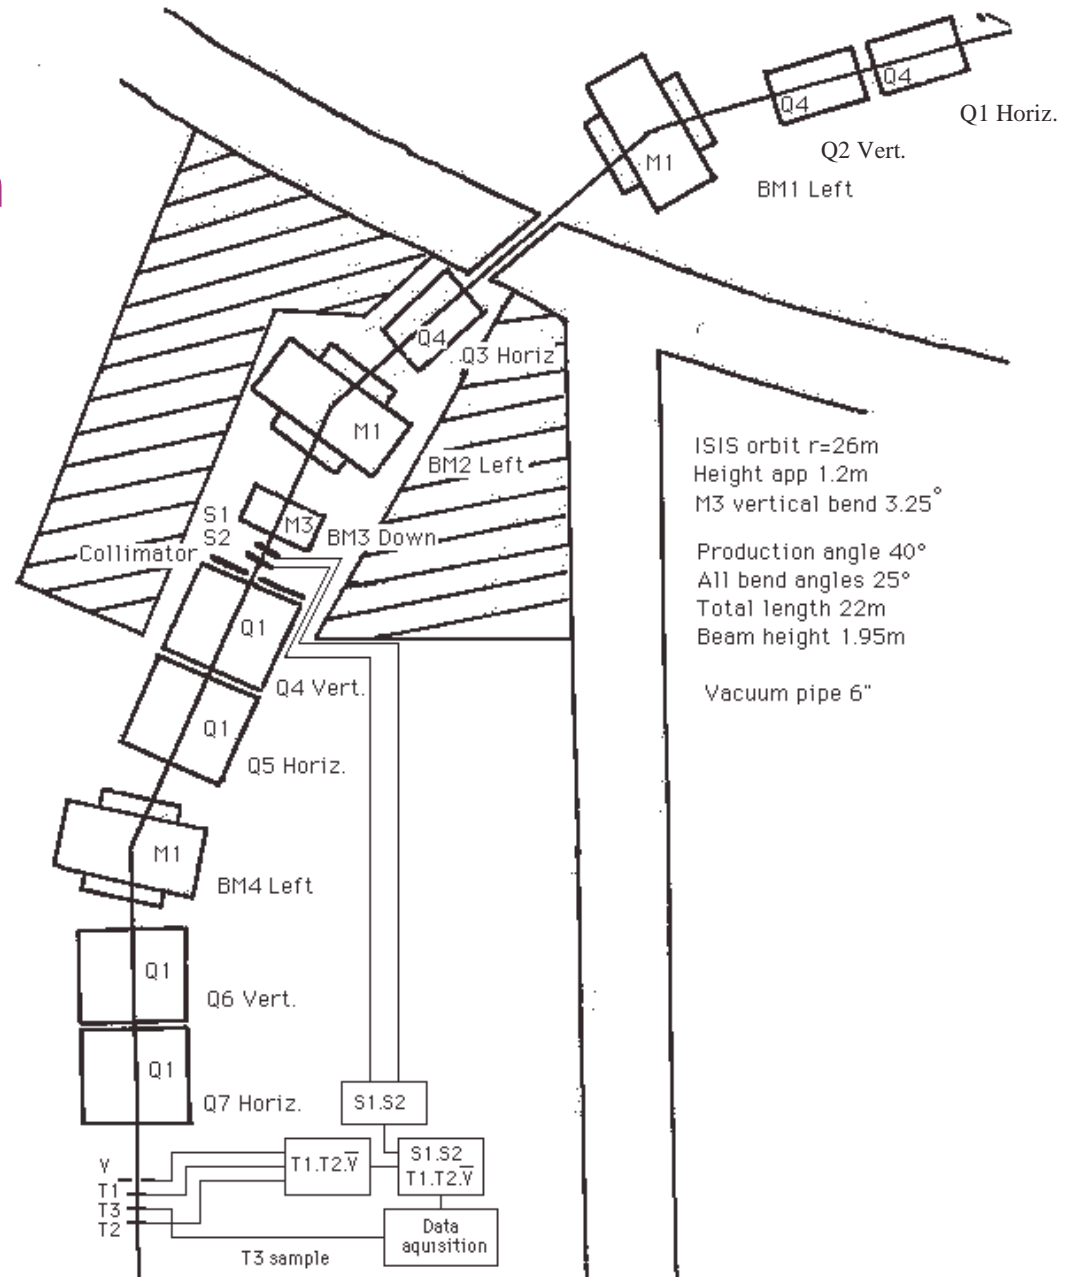 Q4
Q4
Q1 Horiz.
Q2 Vert.
M1
BM1 Left
Q4
Q3 Horiz
M1
BM2 Left
ISIS orbit r=26m
Height app 1.2m
M3 vertical bend 3.25°
Production angle 40°
All bend angles 25°
Total length 22m
Beam height 1.95m
Vacuum pipe 6"
S1
S2
M3
BM3 Down
Collimator
Q1
Q4 Vert.
Q1
Q5 Horiz.
M1
BM4 Left
Q1
Q6 Vert.
Q1
Q7 Horiz.
S1.S2
V
T1
T3
T2
T1.T2.V̅
S1.S2
T1.T2.V̅
Data
aquisition
T3 sample